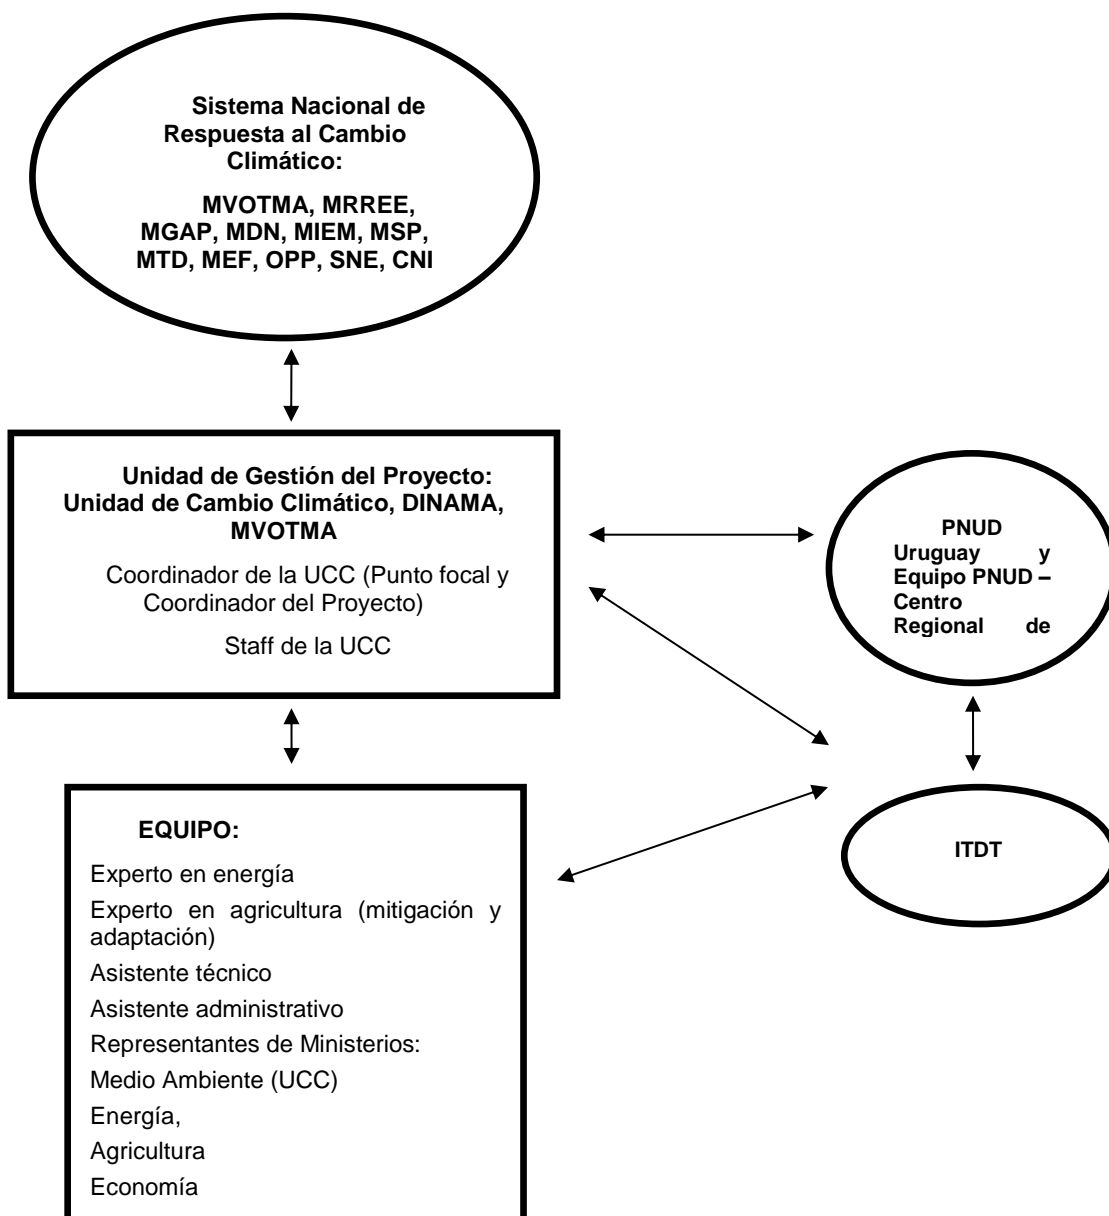 Sistema Nacional de
Respuesta al Cambio
Climático:
MVOTMA, MRREE,
MGAP, MDN, MIEM, MSP,
MTD, MEF, OPP, SNE, CNI
Unidad de Gestión del Proyecto:
Unidad de Cambio Climático, DINAMA,
MVOTMA
Coordinador de la UCC (Punto focal y
Coordinador del Proyecto)
Staff de la UCC
PNUD
Uruguay y
Equipo PNUD –
Centro
Regional de
ITDT
EQUIPO:
Experto en energía
Experto en agricultura (mitigación y
adaptación)
Asistente técnico
Asistente administrativo
Representantes de Ministerios:
Medio Ambiente (UCC)
Energía,
Agricultura
Economía